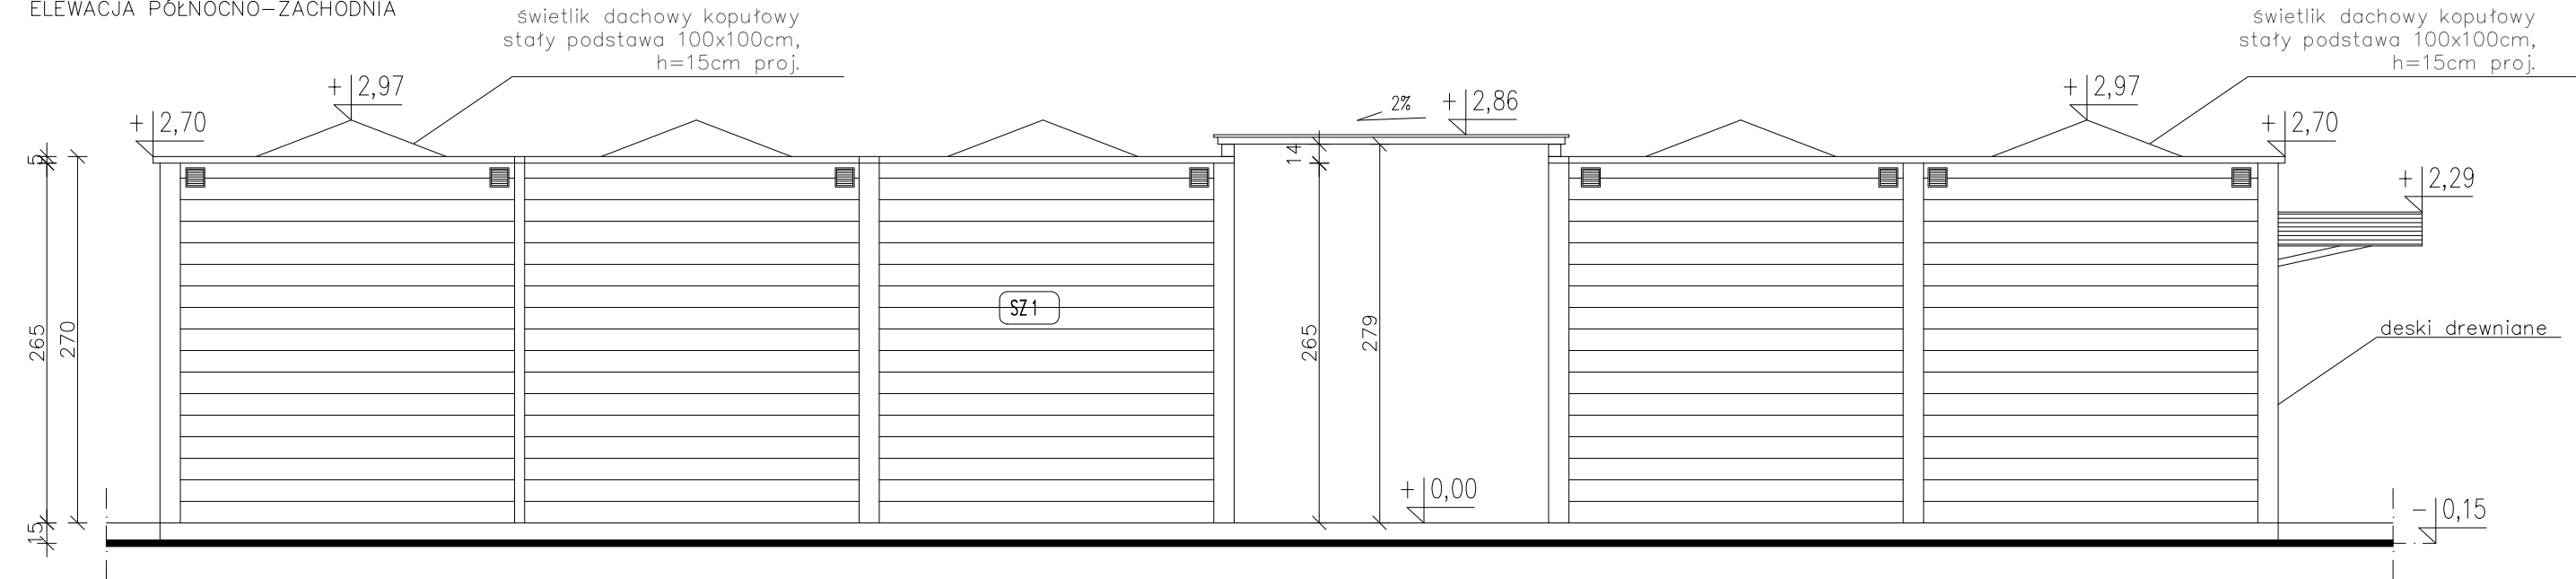 ELEWACJA PÓŁNOCNO–ZACHODNIA
świetlik dachowy kopułowy
stały podstawa 100x100cm,
h=15cm proj.
świetlik dachowy kopułowy
stały podstawa 100x100cm,
h=15cm proj.
+ 2,70
+ 2,97
2%
+ 2,86
+ 2,97
+ 2,70
+ 2,29
5
265
270
15
SZ 1
14
265
279
+ 0,00
deski drewniane
– 0,15